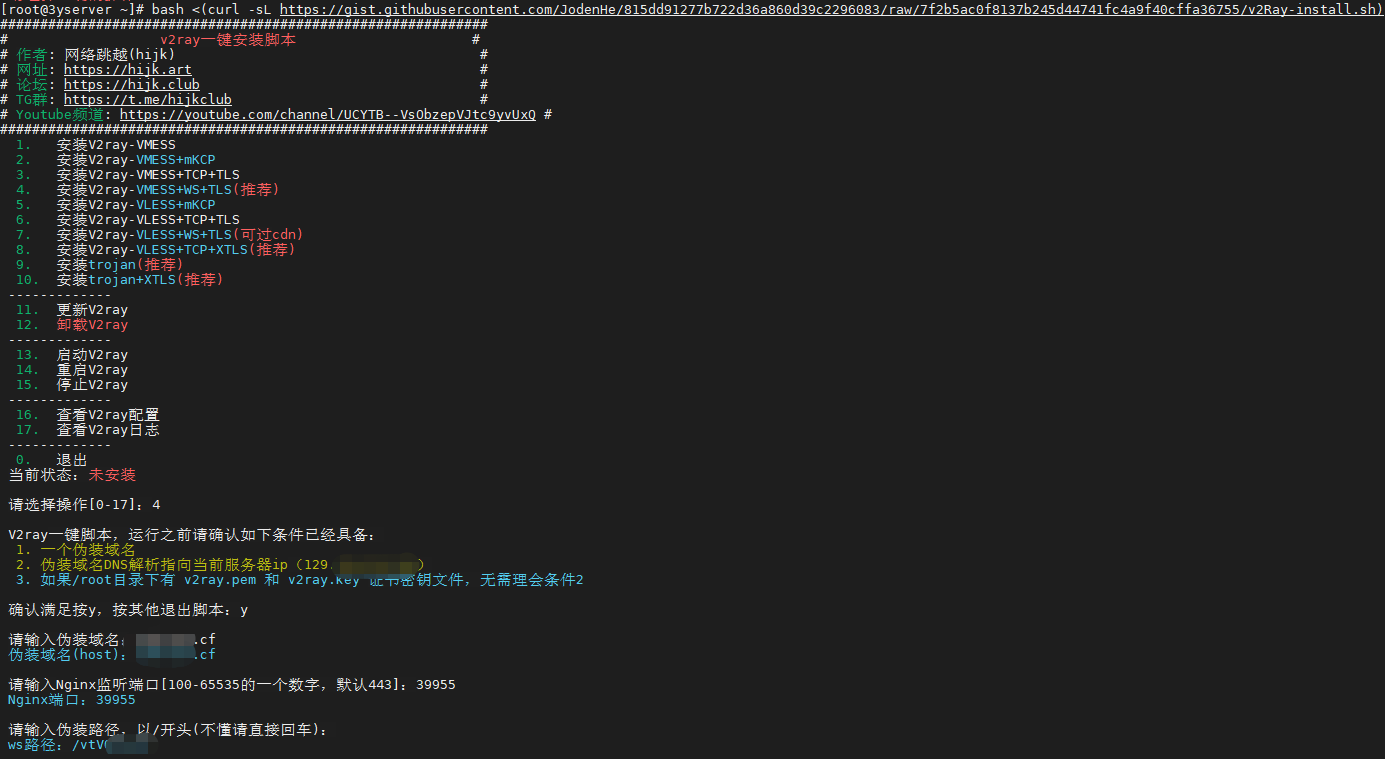 [root@3yserver ~]# bash <(curl -sL https://gist.githubusercontent.com/JodenHe/815dd91277b722d36a860d39c2296083/raw/7f2b5ac0f8137b245d44741fc4a9f40cffa36755/v2Ray-install.sh)
#############################################################
# v2ray一键安装脚本 #
# 作者: 网络跳越(hijk) #
# 网址: https://hijk.art #
# 论坛: https://hijk.club #
# TG群: https://t.me/hijkclub #
# Youtube频道: https://youtube.com/channel/UCYTB--VsObzepVJtc9yvUxQ #
#############################################################
1. 安装V2ray-VMESS
2. 安装V2ray-VMESS+mKCP
3. 安装V2ray-VMESS+TCP+TLS
4. 安装V2ray-VMESS+WS+TLS(推荐)
5. 安装V2ray-VLESS+mKCP
6. 安装V2ray-VLESS+TCP+TLS
7. 安装V2ray-VLESS+WS+TLS(可过cdn)
8. 安装V2ray-VLESS+TCP+XTLS(推荐)
9. 安装trojan(推荐)
10. 安装trojan+XTLS(推荐)
-------------
11. 更新V2ray
12. 卸载V2ray
-------------
13. 启动V2ray
14. 重启V2ray
15. 停止V2ray
-------------
16. 查看V2ray配置
17. 查看V2ray日志
-------------
0. 退出
当前状态：未安装
请选择操作[0-17]：4
V2ray一键脚本，运行之前请确认如下条件已经具备：
1. 一个伪装域名
2. 伪装域名DNS解析指向当前服务器ip（129.）
3. 如果/root目录下有 v2ray.pem 和 v2ray.key 证书密钥文件，无需理会条件2
确认满足按y，按其他退出脚本：y
请输入伪装域名：.cf
伪装域名(host)：.cf
请输入Nginx监听端口[100-65535的一个数字，默认443]：39955
Nginx端口：39955
请输入伪装路径，以/开头(不懂请直接回车)：
ws路径：/vtV